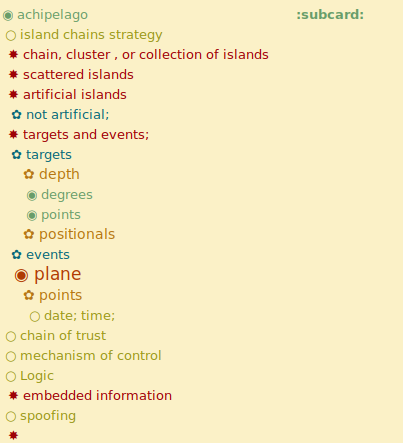 ◉ achipelago :subcard:
○ island chains strategy
✸ chain, cluster , or collection of islands
✸ scattered islands
✸ artificial islands
✿ not artificial;
✸ targets and events;
✿ targets
✿ depth
◉ degrees
◉ points
✿ positionals
✿ events
◉ plane
✿ points
○ date; time;
○ chain of trust
○ mechanism of control
○ Logic
✸ embedded information
○ spoofing
✸